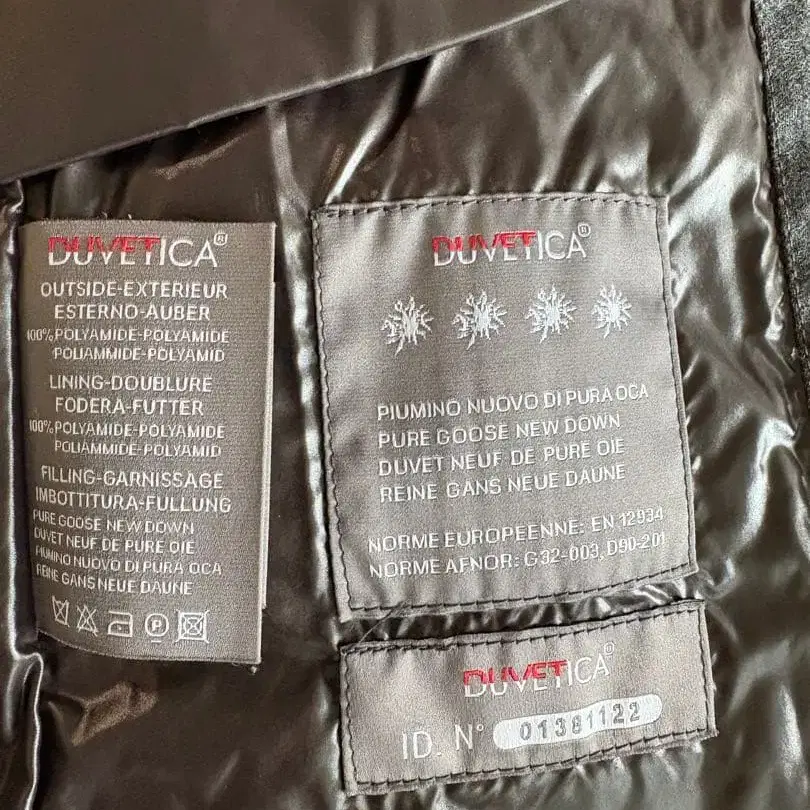 DUVETICA®
OUTSIDE-EXTERIEUR
ESTERNO-AUBER
100% POLYAMIDE-POLYAMIDE
POLIAMMIDE-POLYAMID
LINING-DOUBLURE
FODERA-FUTTER
100% POLYAMIDE-POLYAMIDE
POLIAMMIDE-POLYAMID
FILLING-GARNISSAGE
IMBOTTITURA-FULLUNG
PURE GOOSE NEW DOWN
DUVET NEUF DE PURE OIE
PIUMINO NUOVO DI PURA OCA
REINE GANS NEUE DAUNE
P
DUVETICA®
PIUMINO NUOVO DI PURA OCA
PURE GOOSE NEW DOWN
DUVET NEUF DE PURE OIE
REINE GANS NEUE DAUNE
NORME EUROPEENNE: EN 12934
NORME AFNOR: G32-003, D90-201
DUVETICA®
ID. N° 01381122